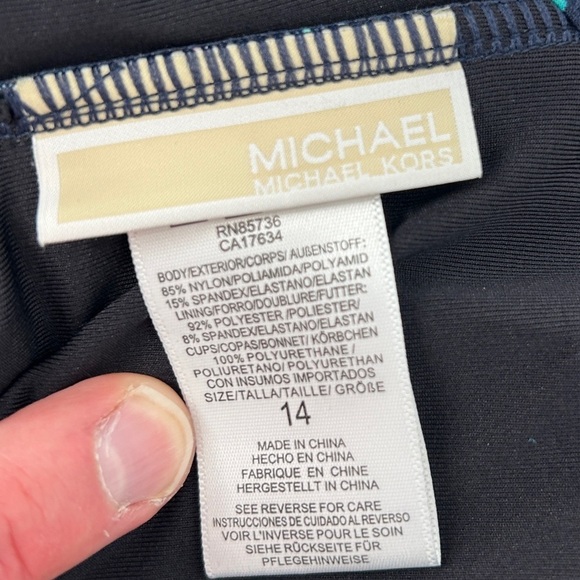 MICHAEL
MICHAEL KORS
RN85736
CA17634
BODY/EXTERIOR/CORPS/ AUßENSTOFF:
85% NYLON/POLIAMIDA/POLYAMID
15% SPANDEX/ELASTANO/ELASTAN
LINING/FORRO/DOUBLURE/FUTTER:
92% POLYESTER /POLIESTER/
8% SPANDEX/ELASTANO/ELASTAN
CUPS/COPAS/BONNET/ KÖRBCHEN
100% POLYURETHANE/
POLIURETANO/ POLYURETHAN
CON INSUMOS IMPORTADOS
SIZE/TALLA/TAILLE/ GRÖßE
14
MADE IN CHINA
HECHO EN CHINA
FABRIQUE EN CHINE
HERGESTELLT IN CHINA
SEE REVERSE FOR CARE
INSTRUCCIONES DE CUIDADO AL REVERSO
VOIR L'INVERSE POUR LE SOIN
SIEHE RÜCKSEITE FÜR
PFLEGEHINWEISE